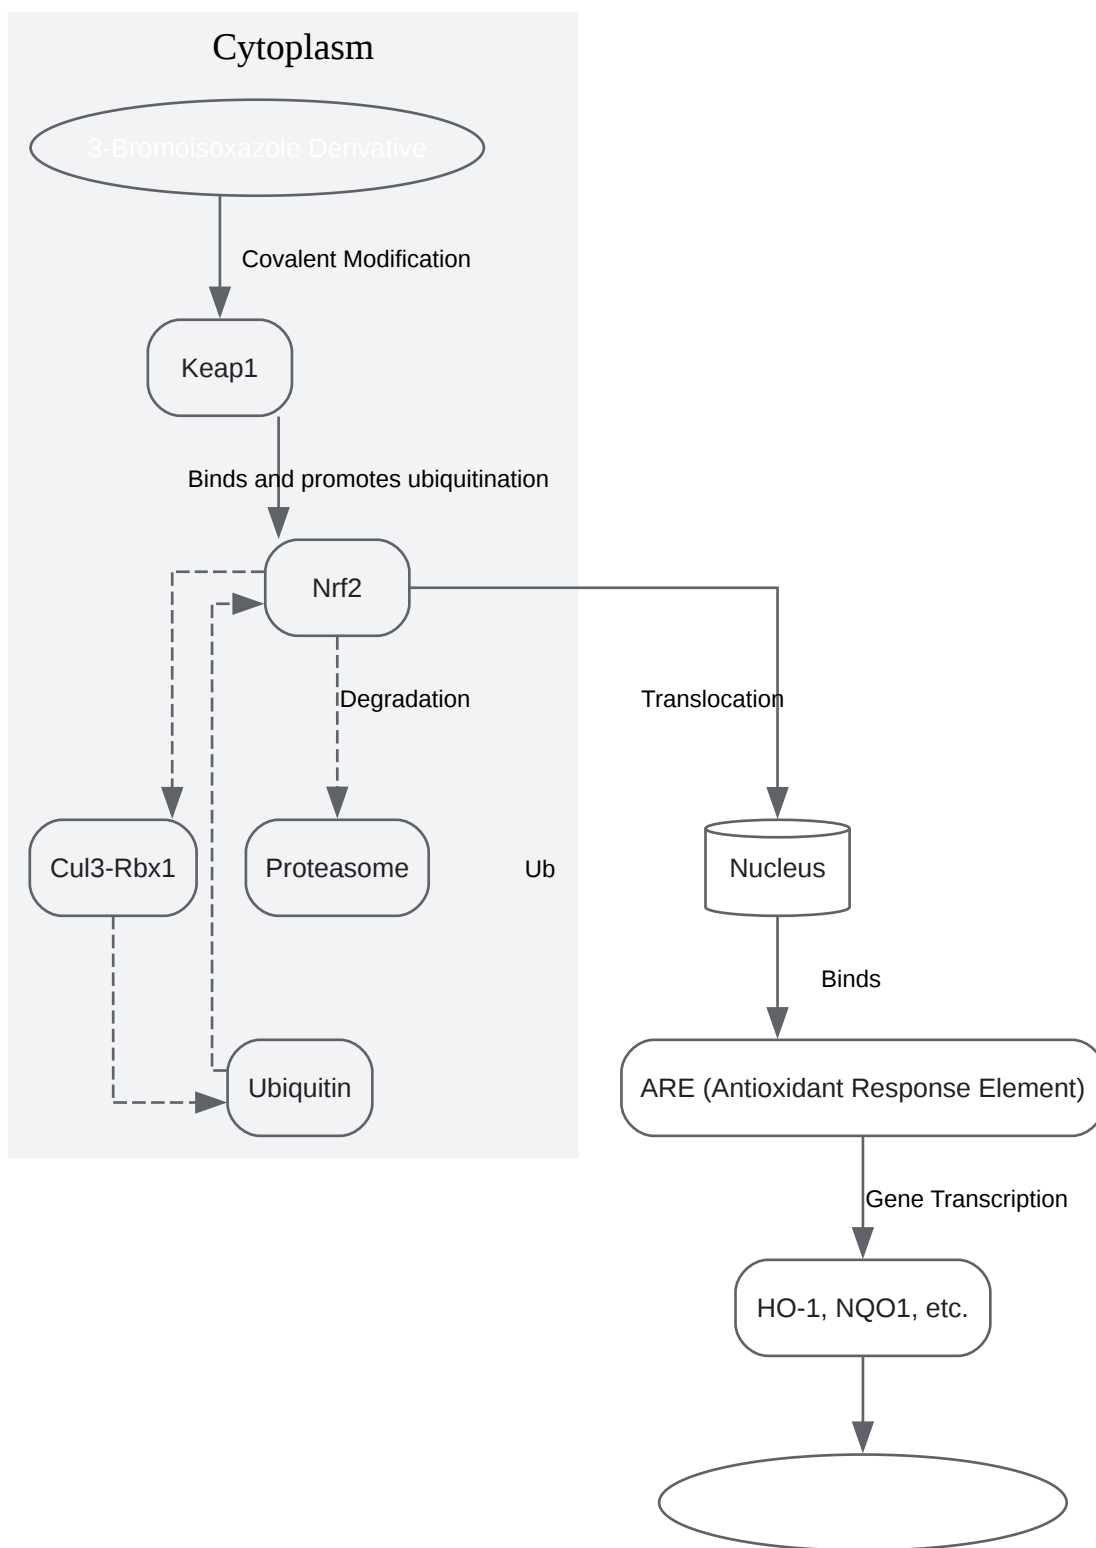 Cytoplasm
3-Bromoisoxazole Derivative
Covalent Modification
Keap1
Binds and promotes ubiquitination
Nrf2
Degradation
Translocation
Cul3-Rbx1
Proteasome
Ub
Nucleus
Binds
Ubiquitin
ARE (Antioxidant Response Element)
Gene Transcription
HO-1, NQO1, etc.